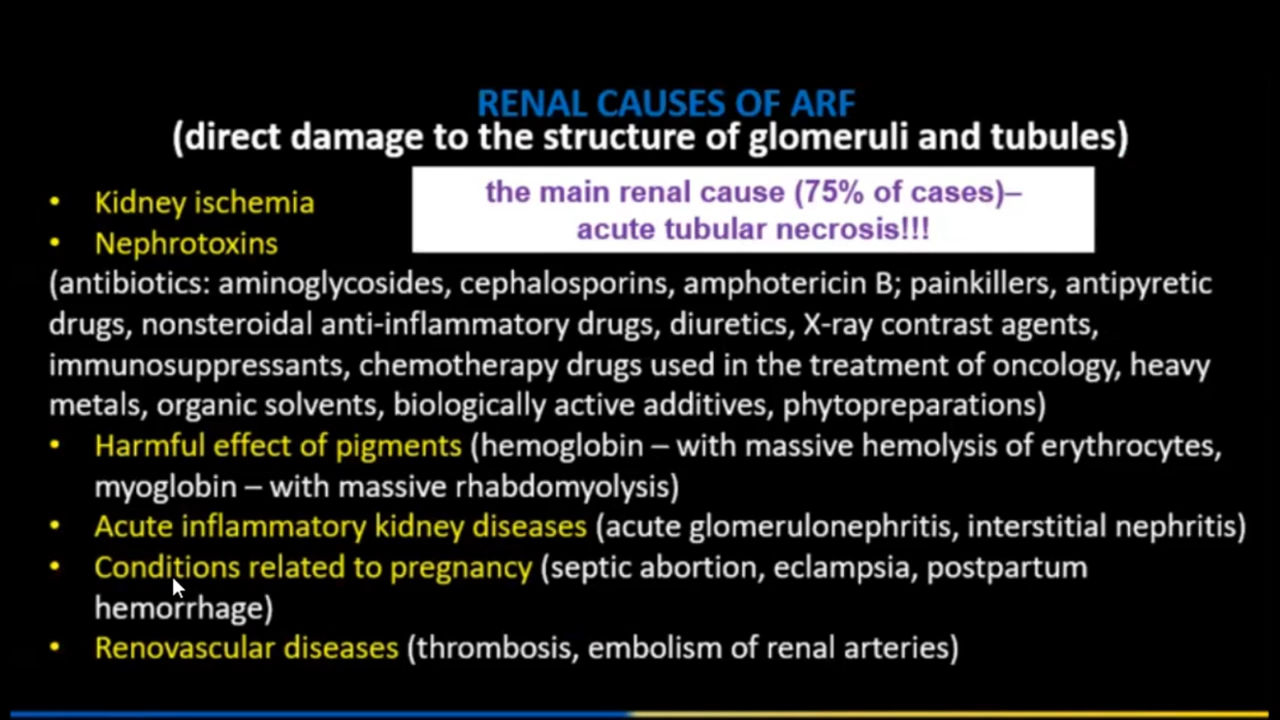 RENAL CAUSES OF ARF
(direct damage to the structure of glomeruli and tubules)
the main renal cause (75% of cases)–
acute tubular necrosis!!!
• Kidney ischemia
• Nephrotoxins
(antibiotics: aminoglycosides, cephalosporins, amphotericin B; painkillers, antipyretic
drugs, nonsteroidal anti-inflammatory drugs, diuretics, X-ray contrast agents,
immunosuppressants, chemotherapy drugs used in the treatment of oncology, heavy
metals, organic solvents, biologically active additives, phytopreparations)
• Harmful effect of pigments (hemoglobin – with massive hemolysis of erythrocytes,
myoglobin – with massive rhabdomyolysis)
• Acute inflammatory kidney diseases (acute glomerulonephritis, interstitial nephritis)
• Conditions related to pregnancy (septic abortion, eclampsia, postpartum
hemorrhage)
• Renovascular diseases (thrombosis, embolism of renal arteries)